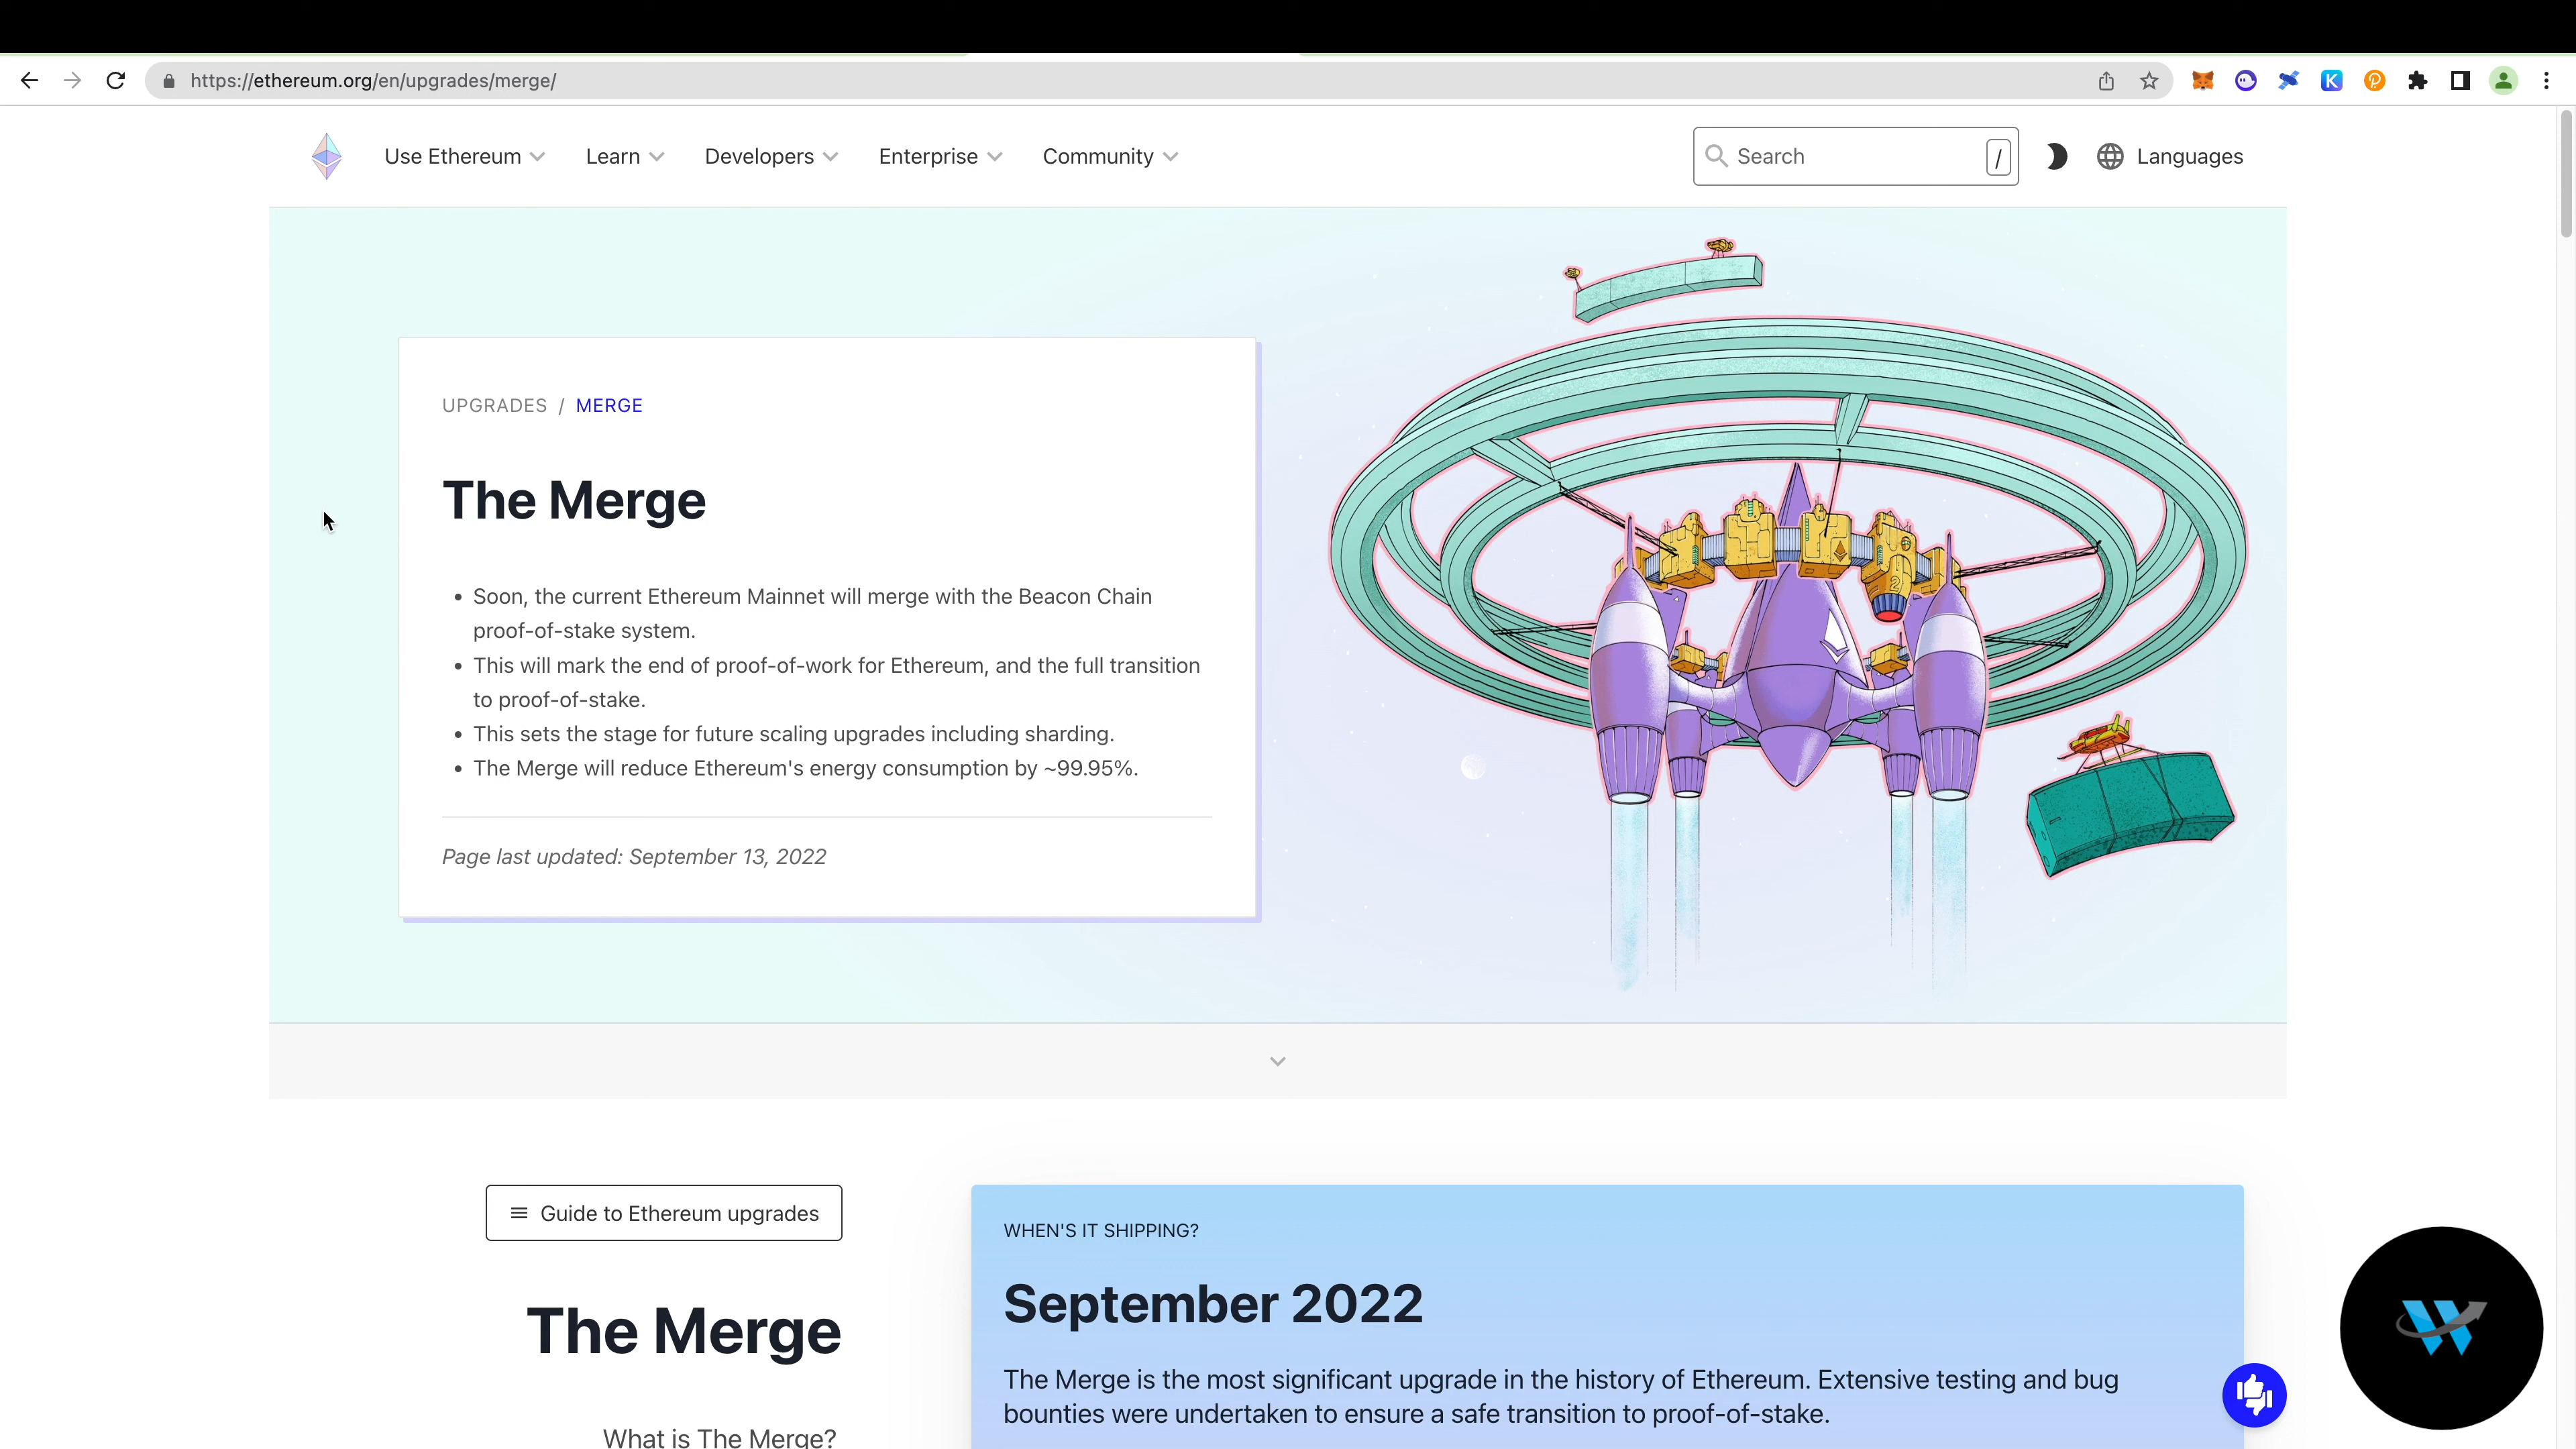 https://ethereum.org/en/upgrades/merge/
Use Ethereum
Learn
Developers
Enterprise
Community
Search
/
Languages
UPGRADES / MERGE
The Merge
• Soon, the current Ethereum Mainnet will merge with the Beacon Chain
proof-of-stake system.
• This will mark the end of proof-of-work for Ethereum, and the full transition
to proof-of-stake.
• This sets the stage for future scaling upgrades including sharding.
• The Merge will reduce Ethereum's energy consumption by ~99.95%.
Page last updated: September 13, 2022
2
Guide to Ethereum upgrades
The Merge
What is The Merge?
WHEN'S IT SHIPPING?
September 2022
The Merge is the most significant upgrade in the history of Ethereum. Extensive testing and bug
bounties were undertaken to ensure a safe transition to proof-of-stake.
W